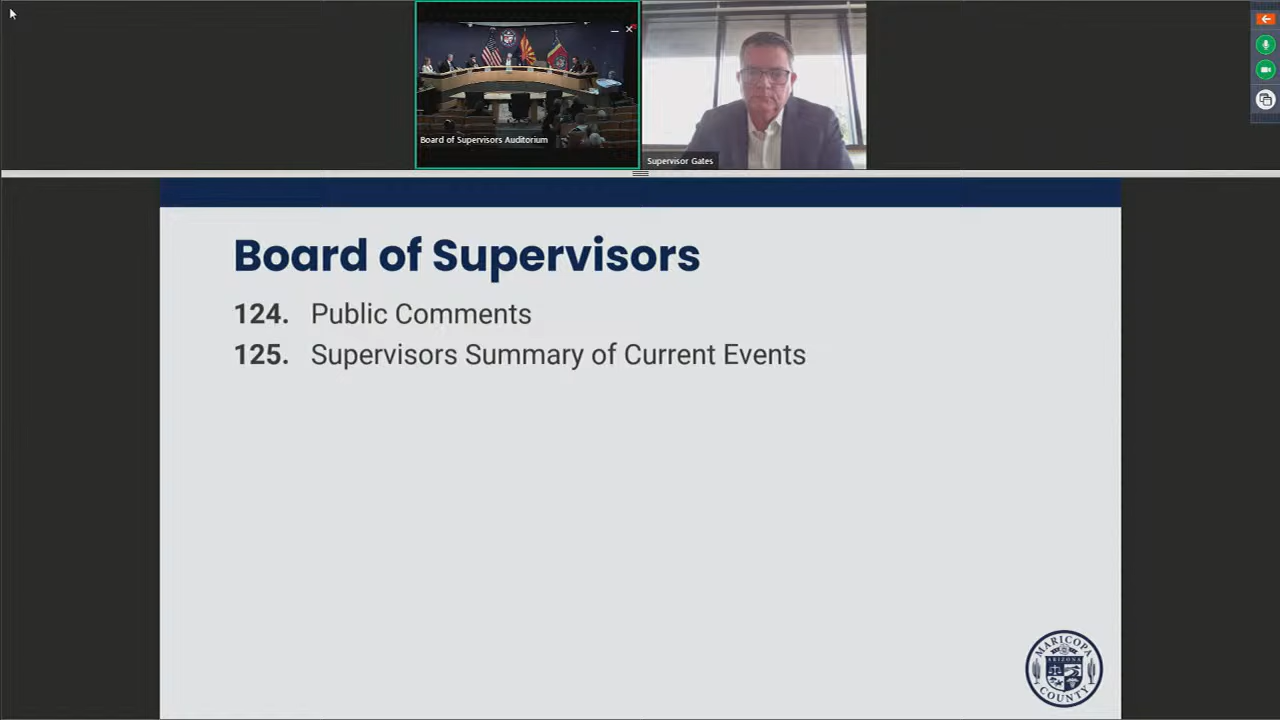 Board of Supervisors Auditorium
Supervisor Gates
Board of Supervisors
124. Public Comments
125. Supervisors Summary of Current Events
MARICOPA
ARIZONA
COUNTY